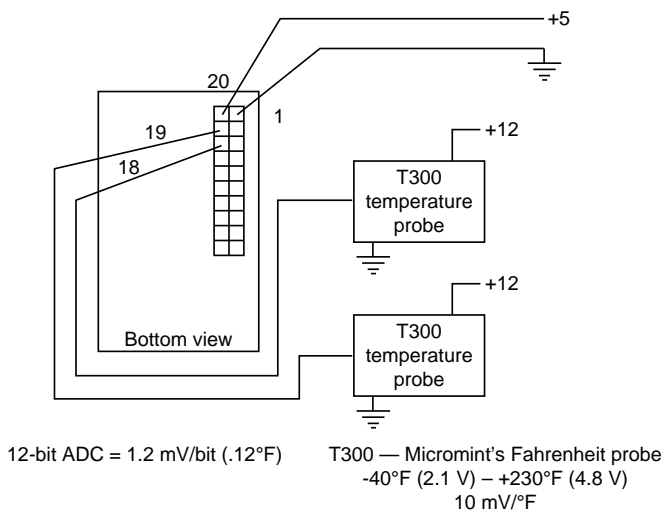 +5
20
1
19
18
+12
T300
temperature
probe
+12
T300
temperature
probe
Bottom view
12-bit ADC = 1.2 mV/bit (.12°F)
T300 — Micromint's Fahrenheit probe
-40°F (2.1 V) – +230°F (4.8 V)
10 mV/°F